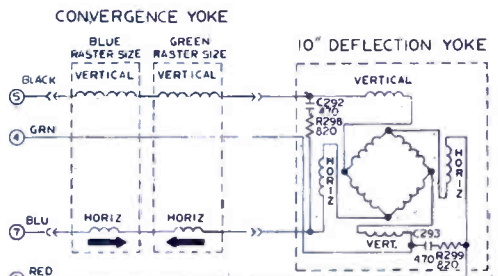 CONVERGENCE YOKE
BLUE
RASTER SIZE
GREEN
RASTER SIZE
10" DEFLECTION YOKE
VERTICAL
VERTICAL
VERTICAL
5
BLACK
C292
470
R298
820
4
GRN
HORIZ
HORIZ
7
BLU
HORIZ
HORIZ
VERT.
C293
470
R299
820
RED